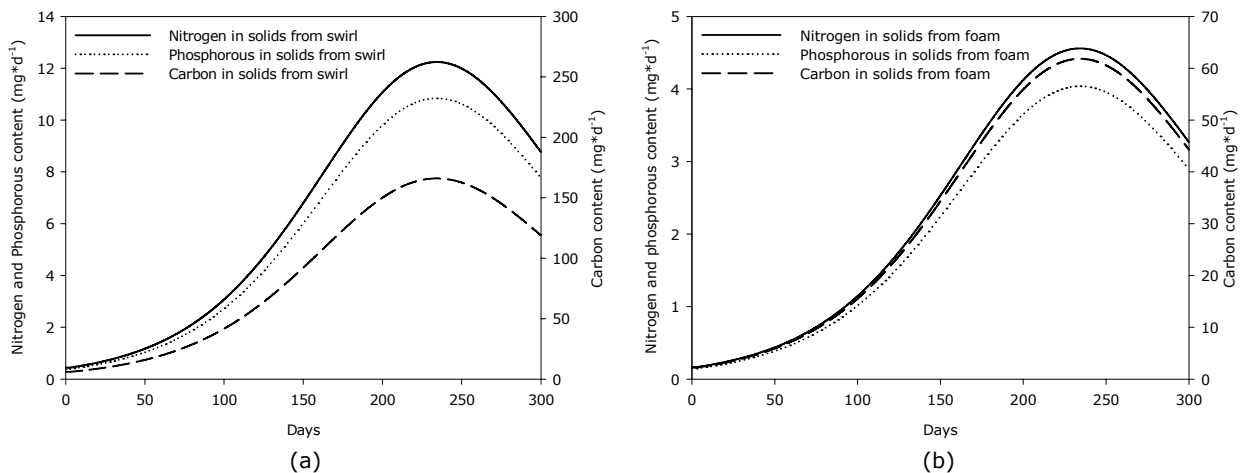 Nitrogen in solids from swirl
Phosphorous in solids from swirl
Carbon in solids from swirl
Nitrogen and Phosphorous content (mg*d-1)
14
12
10
8
6
4
2
0
300
250
200
150
100
50
0
Carbon content (mg*d-1)
0 50 100 150 200 250 300
Days
(a)
Nitrogen in solids from foam
Phosphorous in solids from foam
Carbon in solids from foam
Nitrogen and phosphorous content (mg*d-1)
5
4
3
2
1
0
70
60
50
40
30
20
10
0
Carbon content (mg*d-1)
0 50 100 150 200 250 300
Days
(b)